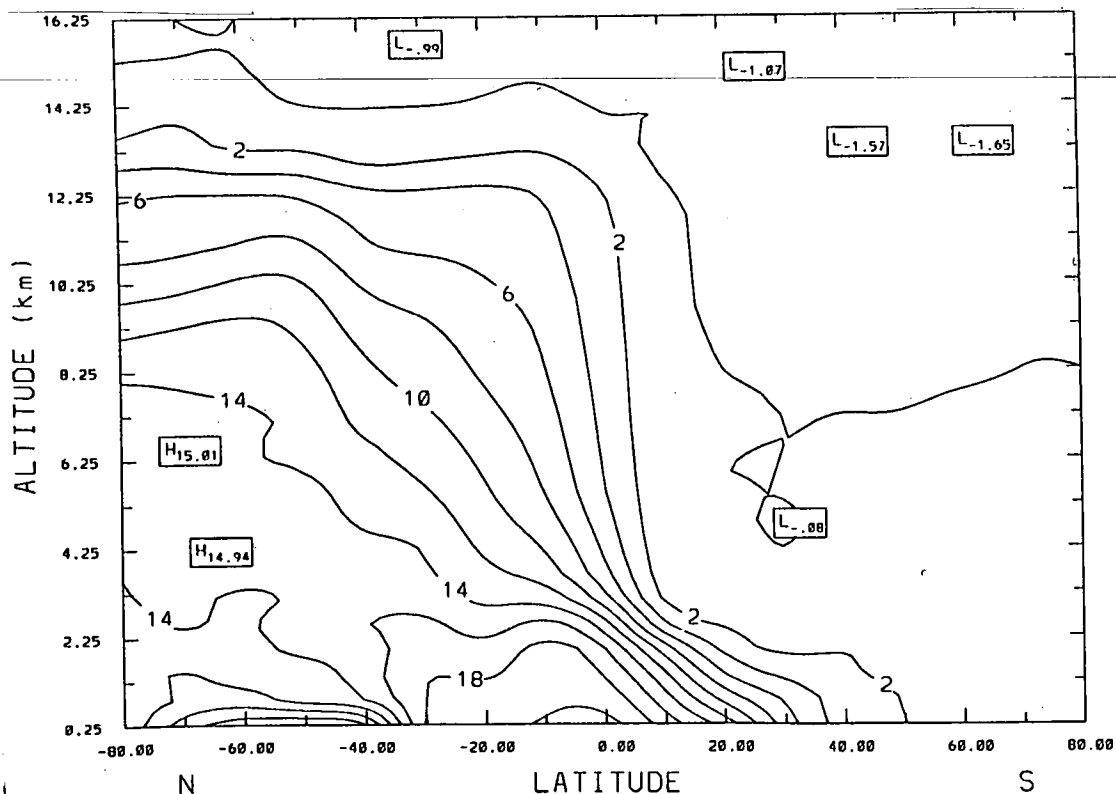 16.25
14.25
12.25
10.25
8.25
6.25
4.25
2.25
0.25
ALTITUDE (km)
L-.99
L-1.07
L-1.57
L-1.65
2
6
2
6
10
14
H15.01
L-.08
H14.94
14
14
2
18
2
-80.00 -60.00 -40.00 -20.00 0.00 20.00 40.00 60.00 80.00
N LATITUDE S